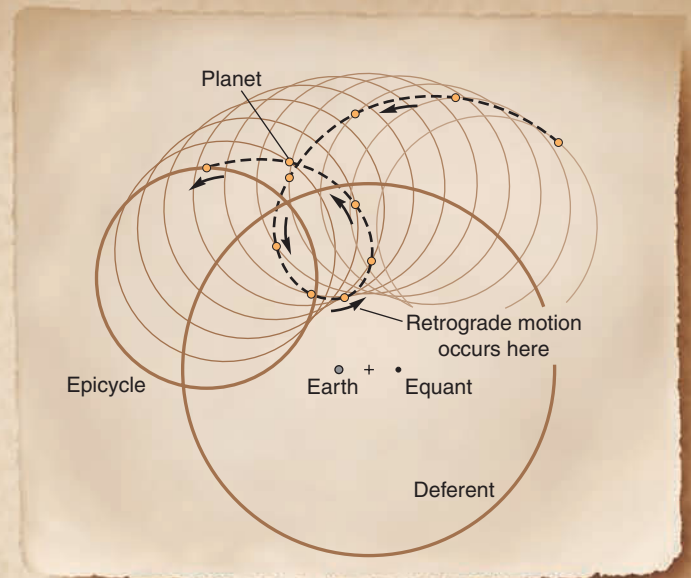 Planet
Retrograde motion
occurs here
Epicycle
Earth + Equant
Deferent